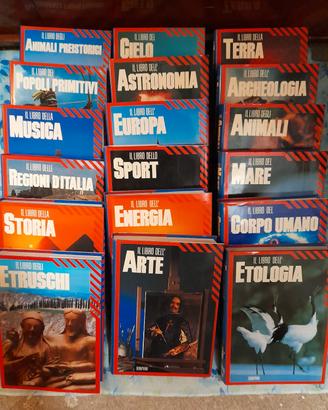 IL LIBRO DEGLI
ANIMALI PREISTORICI
IL LIBRO DEI
POPOLI PRIMITIVI
IL LIBRO DELLA
MUSICA
IL LIBRO DELLE
REGIONI D'ITALIA
IL LIBRO DELLA
STORIA
IL LIBRO DEGLI
ETRUSCHI
IL LIBRO DEL
CIELO
IL LIBRO DELL'
ASTRONOMIA
IL LIBRO DELL'
EUROPA
IL LIBRO DELLO
SPORT
IL LIBRO DELL'
ENERGIA
IL LIBRO DELL'
ARTE
IL LIBRO DELLA
TERRA
IL LIBRO DELL'
ARCHEOLOGIA
IL LIBRO DEGLI
ANIMALI
IL LIBRO DEL
MARE
IL LIBRO DEL
CORPO UMANO
IL LIBRO DELL'
ETOLOGIA